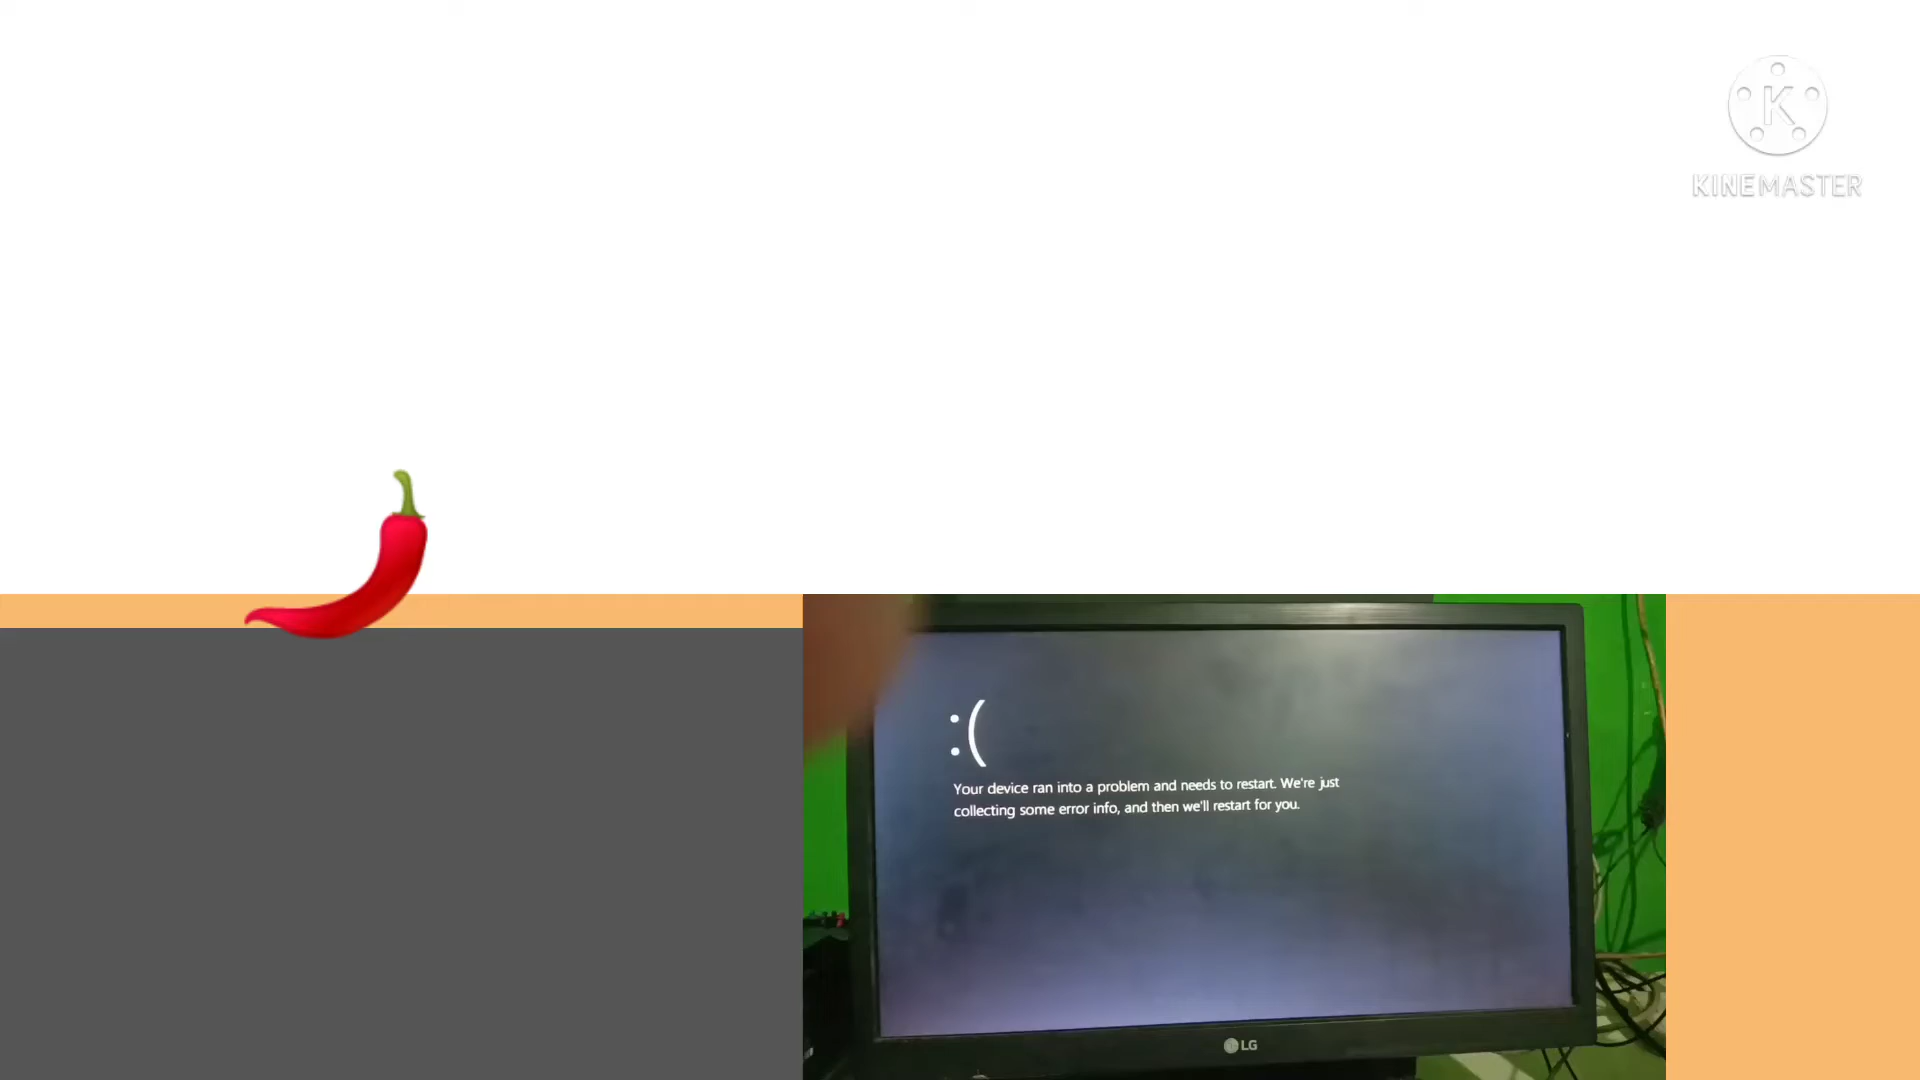 K
KINEMASTER
:(
Your device ran into a problem and needs to restart. We're just
collecting some error info, and then we'll restart for you.
LG